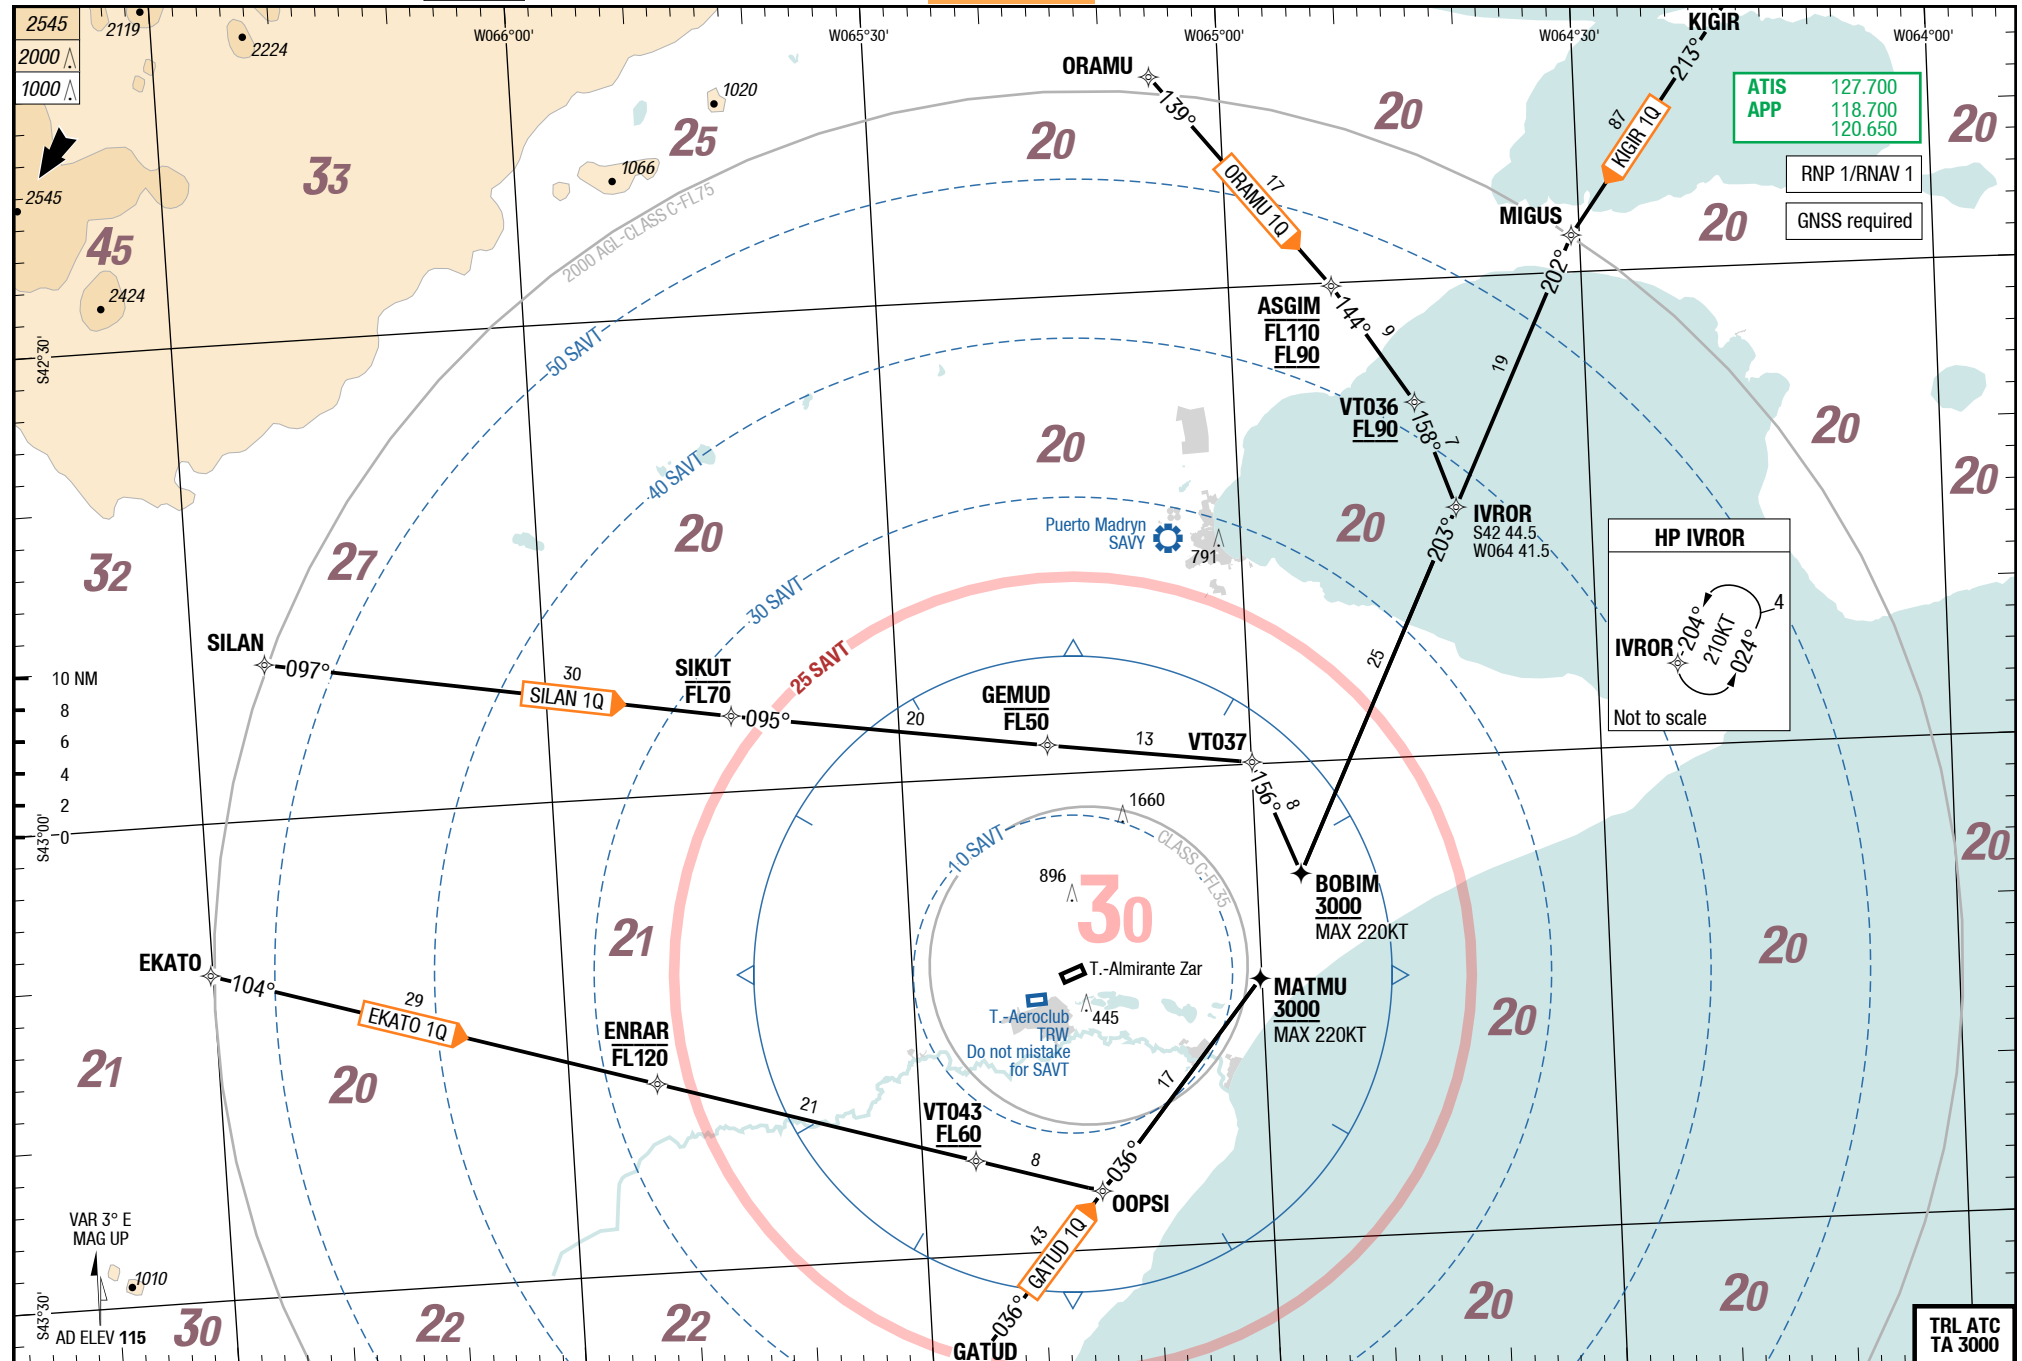 2545
2000
1000
2119
2224
W066°00'
W065°30'
W065°00'
W064°30'
W064°00'
KIGIR
213°
ORAMU
139°
1020
25
20
20
20
ATIS 127.700
APP 118.700
120.650
87
KIGIR 1Q
33
1066
17
ORAMU 1Q
RNP 1/RNAV 1
GNSS required
2545
45
2000 AGL-CLASS C-FL75
MIGUS
20
202°
2424
ASGIM
FL110
FL90
144°
9
S42°30'
50 SAVT
19
VT036
FL90
158°
7
20
20
20
40 SAVT
IVROR
S42 44.5
W064 41.5
203°
Puerto Madryn
SAVY
791
20
20
32
27
30 SAVT
HP IVROR
IVROR
204°
210KT
024°
4
Not to scale
SILAN
097°
30
SILAN 1Q
SIKUT
FL70
095°
25 SAVT
20
GEMUD
FL50
13
VT037
25
156°
8
10 NM
8
6
4
2
0
S43°00'
1660
10 SAVT
CLASS C-FL35
896
30
BOBIM
3000
MAX 220KT
20
20
21
EKATO
104°
29
EKATO 1Q
T.-Almirante Zar
MATMU
3000
MAX 220KT
T.-Aeroclub
TRW
Do not mistake
for SAVT
445
20
ENRAR
FL120
21
20
21
17
VT043
FL60
8
036°
OOPSI
43
GATUD 1Q
036°
GATUD
VAR 3° E
MAG UP
1010
S43°30'
AD ELEV 115
30
22
22
20
20
TRL ATC
TA 3000